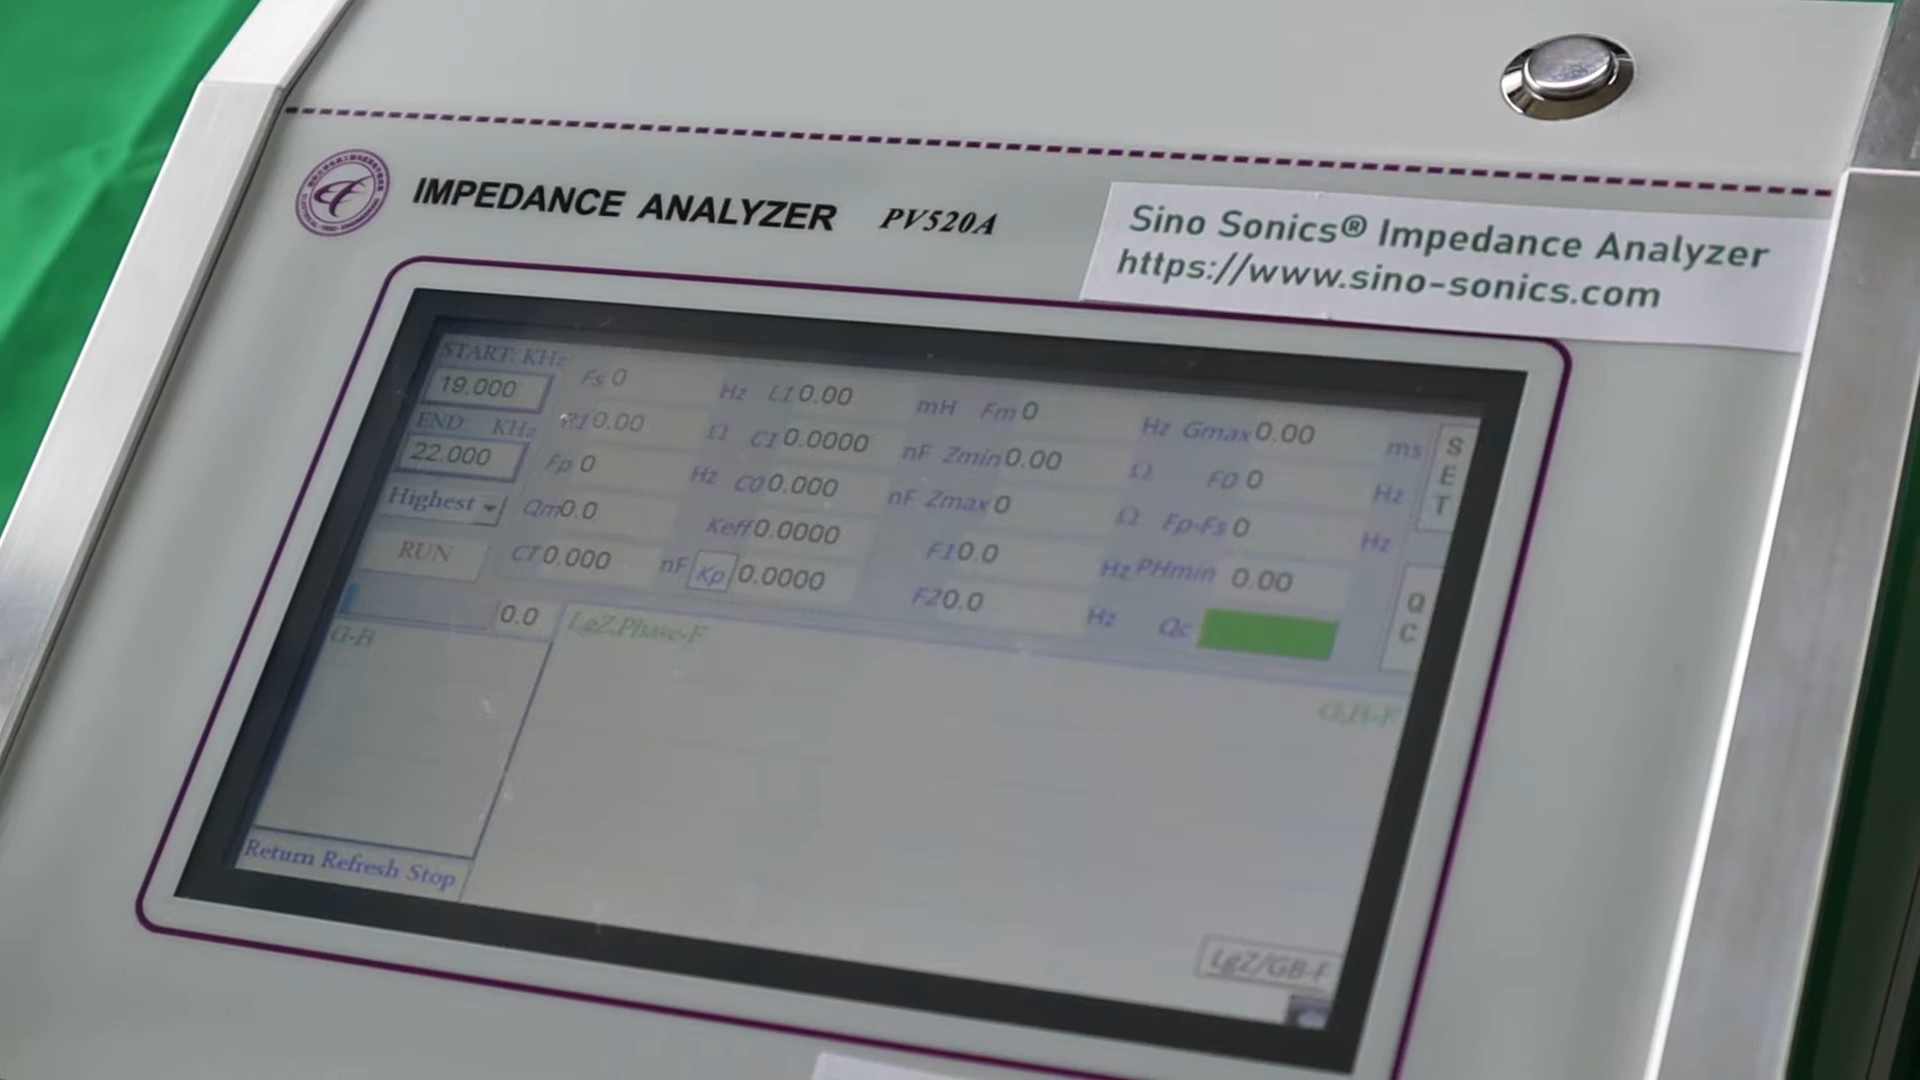 IMPEDANCE ANALYZER PV520A
Sino Sonics® Impedance Analyzer
https://www.sino-sonics.com
START: KHz
19.000
END KHz
22.000
Highest
RUN
0.0
Fs 0 Hz
R1 0.00 Ω
Fp 0 Hz
Qm 0.0
CT 0.000 nF
L1 0.00 mH
C1 0.0000 nF
C0 0.000 nF
Keff 0.0000
Kp 0.0000
Fm 0 Hz
Zmin 0.00 Ω
Zmax 0 Ω
F1 0.0 Hz
F2 0.0 Hz
Gmax 0.00 ms
F0 0 Hz
Fp-Fs 0 Hz
PHmin 0.00
Qc
SET
QC
G-B
LgZ.Phase-F
G.B-F
Return Refresh Stop
LgZ/GB-F